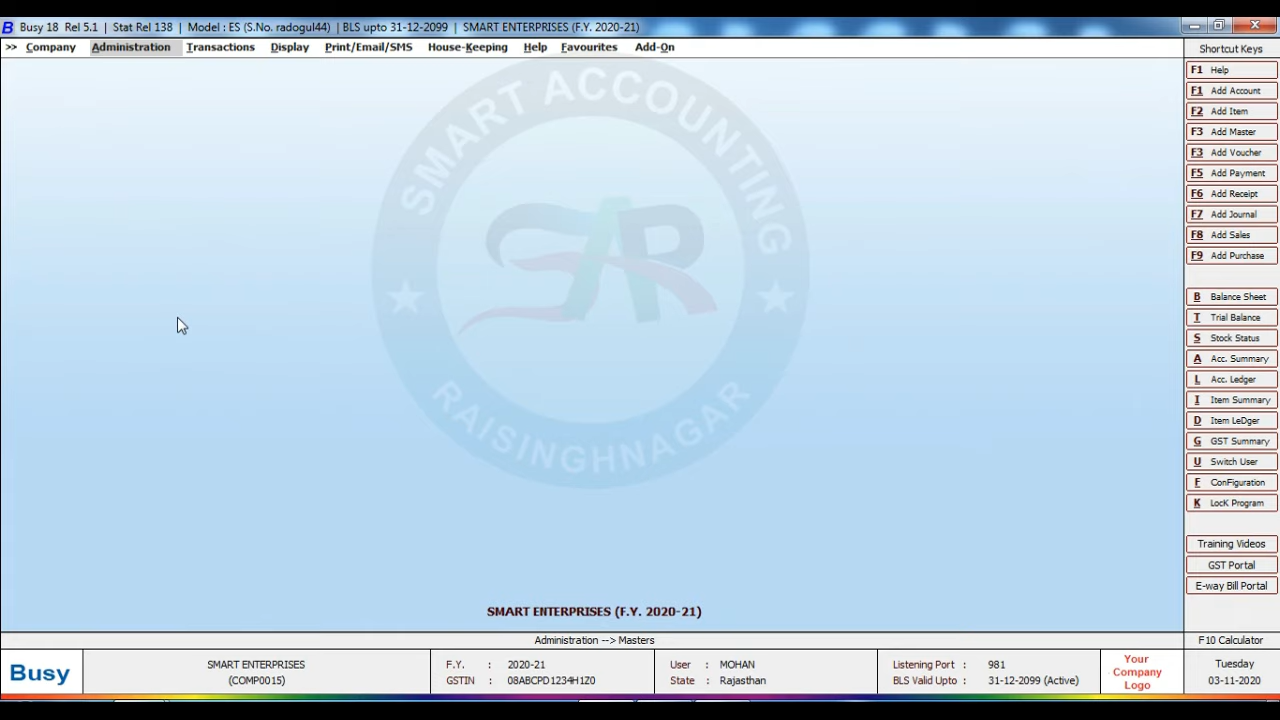 Busy 18 Rel 5.1 | Stat Rel 138 | Model : ES (S.No. radogul44) | BLS upto 31-12-2099 | SMART ENTERPRISES (F.Y. 2020-21)
>> Company Administration Transactions Display Print/Email/SMS House-Keeping Help Favourites Add-On
Shortcut Keys
F1 Help
F1 Add Account
F2 Add Item
F3 Add Master
F3 Add Voucher
F5 Add Payment
F6 Add Receipt
F7 Add Journal
F8 Add Sales
F9 Add Purchase
B Balance Sheet
T Trial Balance
S Stock Status
A Acc. Summary
L Acc. Ledger
I Item Summary
D Item LeDger
G GST Summary
U Switch User
F ConFiguration
K LocK Program
Training Videos
GST Portal
E-way Bill Portal
SMART ACCOUNTING
SMART ENTERPRISES (F.Y. 2020-21)
Administration --> Masters
F10 Calculator
Busy
SMART ENTERPRISES
(COMP0015)
F.Y. : 2020-21
GSTIN : 08ABCPD1234H1Z0
User : MOHAN
State : Rajasthan
Listening Port : 981
BLS Valid Upto : 31-12-2099 (Active)
Your
Company
Logo
Tuesday
03-11-2020